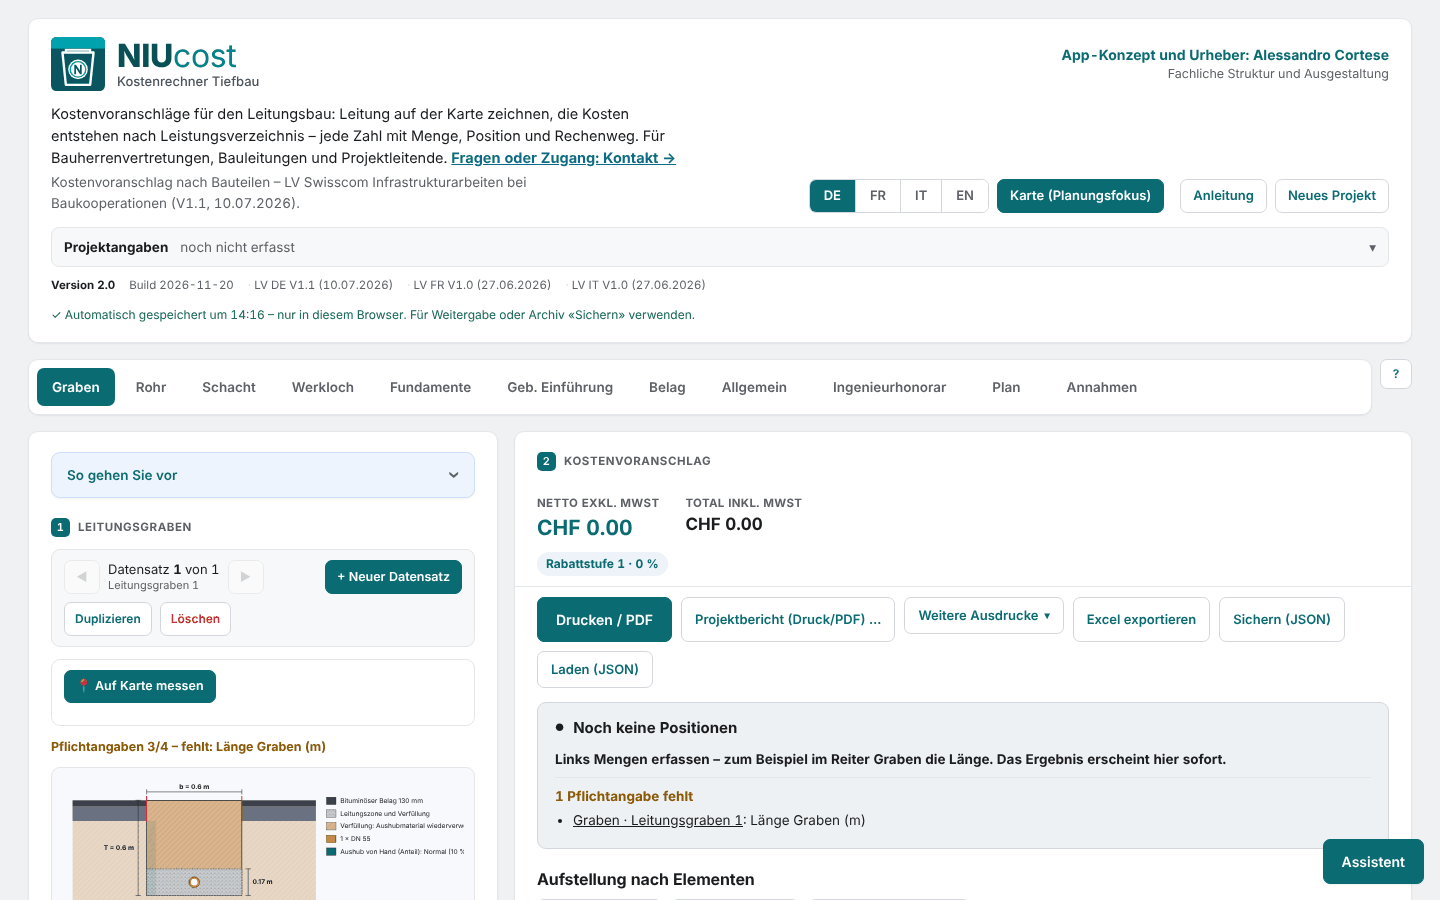 NIUcost
Kostenrechner Tiefbau
App-Konzept und Urheber: Alessandro Cortese
Fachliche Struktur und Ausgestaltung
Kostenvoranschläge für den Leitungsbau: Leitung auf der Karte zeichnen, die Kosten
entstehen nach Leistungsverzeichnis – jede Zahl mit Menge, Position und Rechenweg. Für
Bauherrenvertretungen, Bauleitungen und Projektleitende. Fragen oder Zugang: Kontakt →
Kostenvoranschlag nach Bauteilen – LV Swisscom Infrastrukturarbeiten bei
Baukooperationen (V1.1, 10.07.2026).
DE FR IT EN Karte (Planungsfokus) Anleitung Neues Projekt
Projektangaben noch nicht erfasst ▾
Version 2.0 Build 2026-11-20 · LV DE V1.1 (10.07.2026) · LV FR V1.0 (27.06.2026) · LV IT V1.0 (27.06.2026)
✓ Automatisch gespeichert um 14:16 – nur in diesem Browser. Für Weitergabe oder Archiv «Sichern» verwenden.
Graben Rohr Schacht Werkloch Fundamente Geb. Einführung Belag Allgemein Ingenieurhonorar Plan Annahmen ?
So gehen Sie vor
1 LEITUNGSGRABEN
◀ Datensatz 1 von 1 ▶
Leitungsgraben 1
+ Neuer Datensatz
Duplizieren Löschen
📍 Auf Karte messen
Pflichtangaben 3/4 – fehlt: Länge Graben (m)
b = 0.6 m
T = 0.6 m
0.17 m
Bituminöser Belag 130 mm
Leitungszone und Verfüllung
Verfüllung: Aushubmaterial wiederverw
1 × DN 55
Aushub von Hand (Anteil): Normal (10 %
2 KOSTENVORANSCHLAG
NETTO EXKL. MWST TOTAL INKL. MWST
CHF 0.00 CHF 0.00
Rabattstufe 1 · 0 %
Drucken / PDF Projektbericht (Druck/PDF) … Weitere Ausdrucke ▾ Excel exportieren Sichern (JSON)
Laden (JSON)
● Noch keine Positionen
Links Mengen erfassen – zum Beispiel im Reiter Graben die Länge. Das Ergebnis erscheint hier sofort.
1 Pflichtangabe fehlt
• Graben · Leitungsgraben 1: Länge Graben (m)
Assistent
Aufstellung nach Elementen